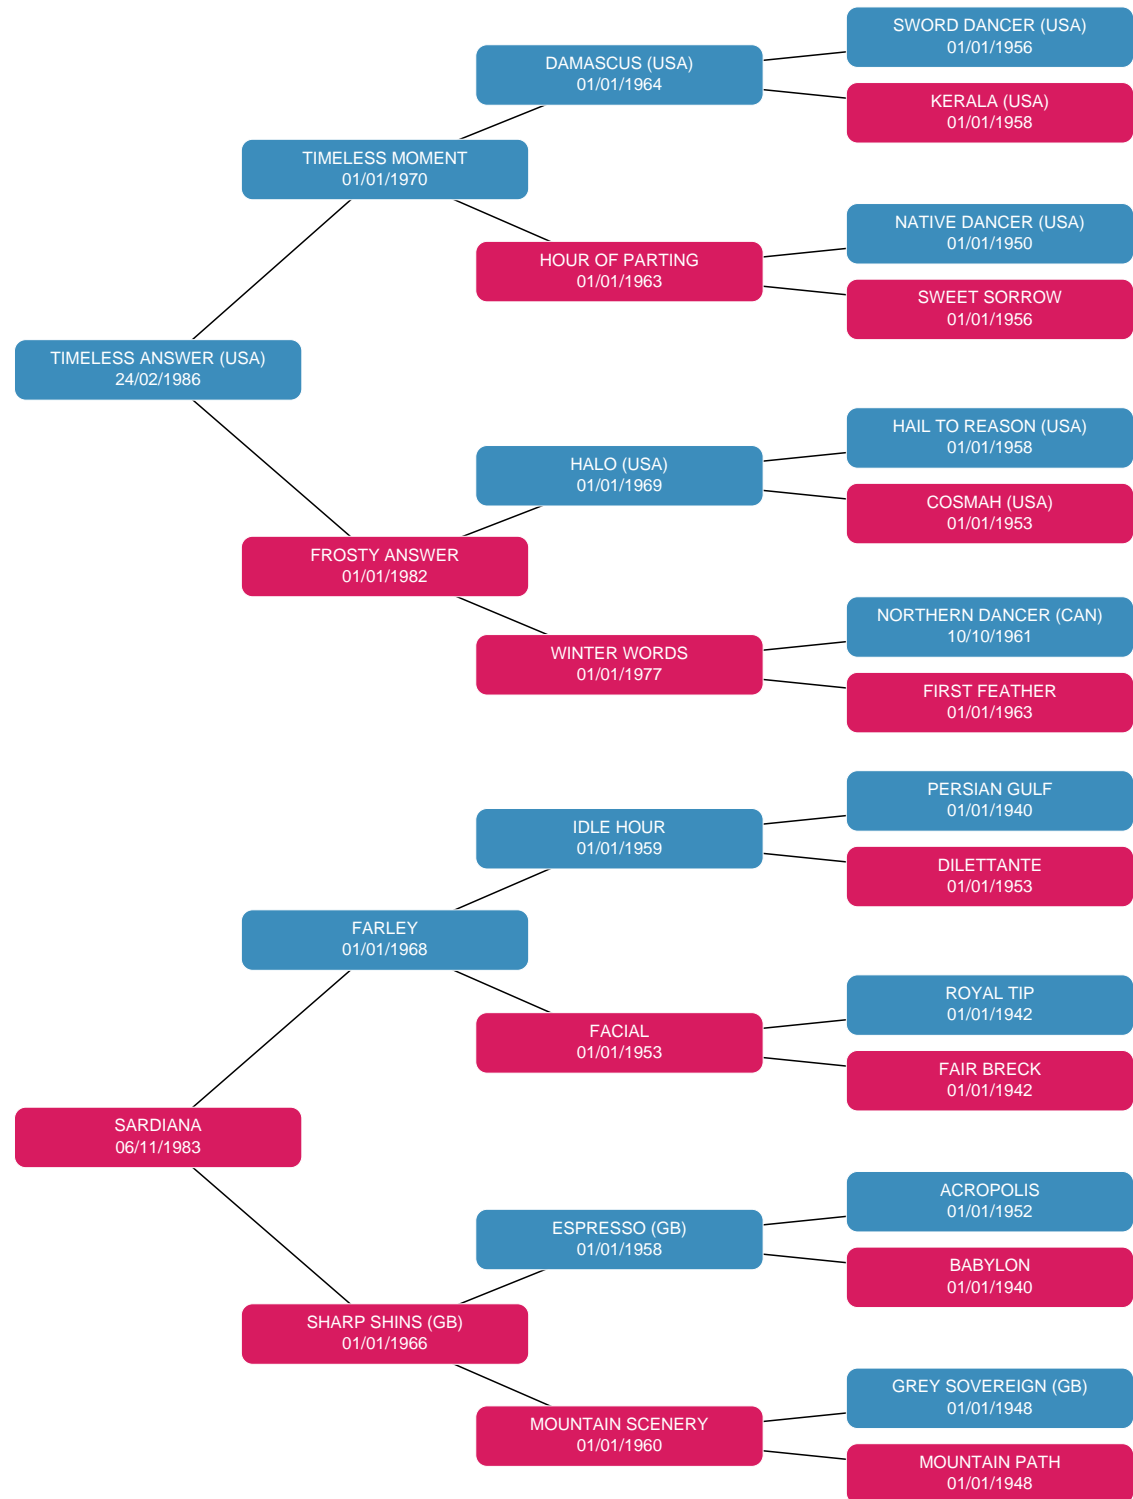 SWORD DANCER (USA)
01/01/1956
DAMASCUS (USA)
01/01/1964
KERALA (USA)
01/01/1958
TIMELESS MOMENT
01/01/1970
NATIVE DANCER (USA)
01/01/1950
HOUR OF PARTING
01/01/1963
SWEET SORROW
01/01/1956
TIMELESS ANSWER (USA)
24/02/1986
HAIL TO REASON (USA)
01/01/1958
HALO (USA)
01/01/1969
COSMAH (USA)
01/01/1953
FROSTY ANSWER
01/01/1982
NORTHERN DANCER (CAN)
10/10/1961
WINTER WORDS
01/01/1977
FIRST FEATHER
01/01/1963
PERSIAN GULF
01/01/1940
IDLE HOUR
01/01/1959
DILETTANTE
01/01/1953
FARLEY
01/01/1968
ROYAL TIP
01/01/1942
FACIAL
01/01/1953
FAIR BRECK
01/01/1942
SARDIANA
06/11/1983
ACROPOLIS
01/01/1952
ESPRESSO (GB)
01/01/1958
BABYLON
01/01/1940
SHARP SHINS (GB)
01/01/1966
GREY SOVEREIGN (GB)
01/01/1948
MOUNTAIN SCENERY
01/01/1960
MOUNTAIN PATH
01/01/1948